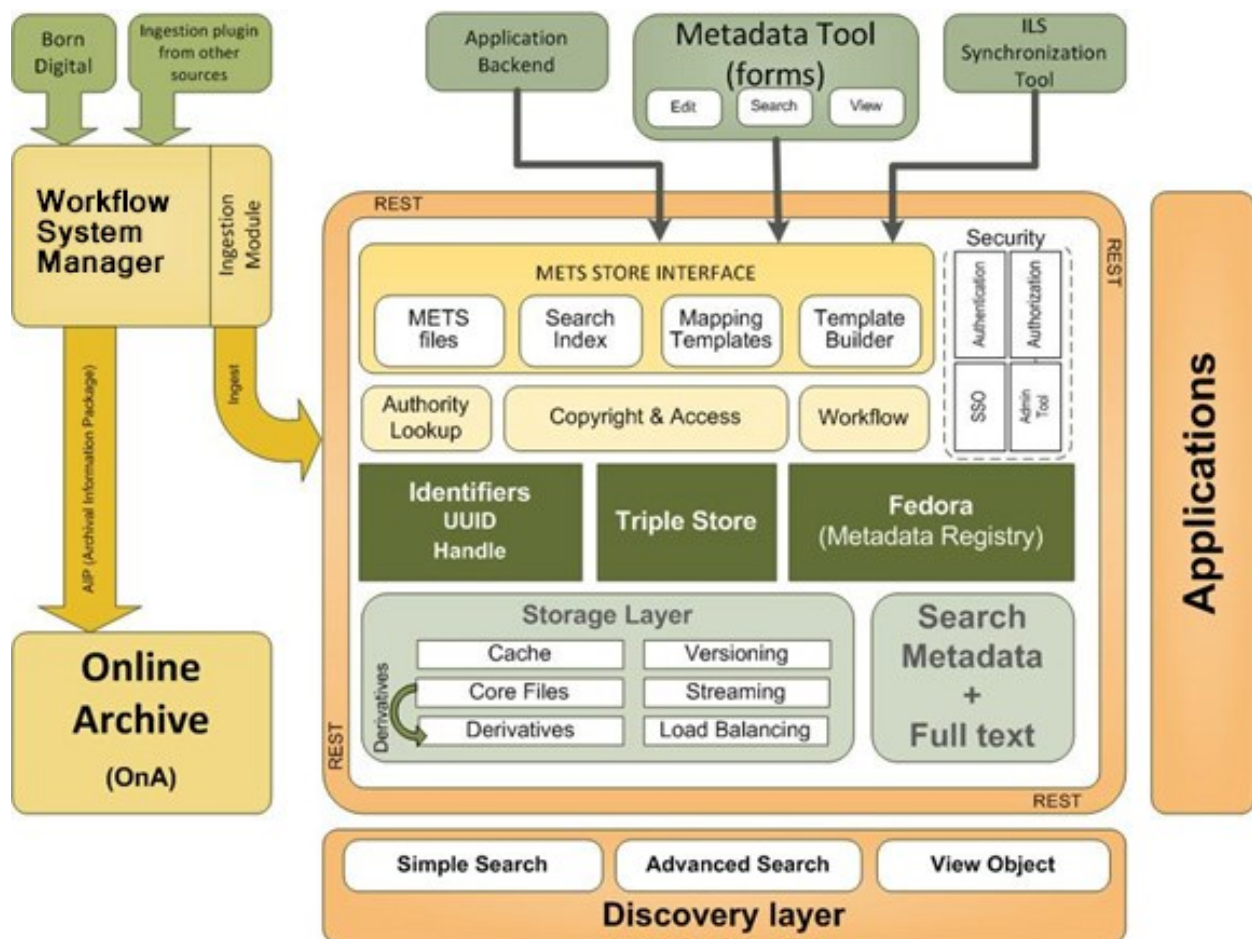 Born
Digital
Ingestion plugin
from other
sources
Application
Backend
Metadata Tool
(forms)
Edit
Search
View
ILS
Synchronization
Tool
Workflow
System
Manager
Ingestion
Module
AIP (Archival Information Package)
Ingest
Online
Archive
(OnA)
REST
REST
REST
REST
METS STORE INTERFACE
METS
files
Search
Index
Mapping
Templates
Template
Builder
Security
Authentication
Authorization
SSO
Admin
Tool
Authority
Lookup
Copyright & Access
Workflow
Identifiers
UUID
Handle
Triple Store
Fedora
(Metadata Registry)
Storage Layer
Cache
Versioning
Core Files
Streaming
Derivatives
Load Balancing
Derivatives
Search
Metadata
+
Full text
Applications
Simple Search
Advanced Search
View Object
Discovery layer